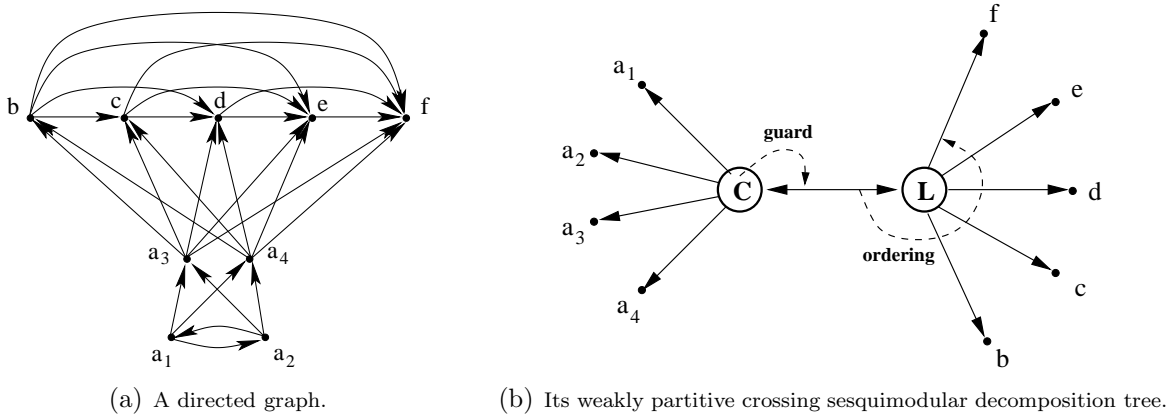 b c d e f
a3 a4
a1 a2
(a) A directed graph.
f
a1
e
guard
a2
C L
d
a3
ordering
c
a4
b
(b) Its weakly partitive crossing sesquimodular decomposition tree.